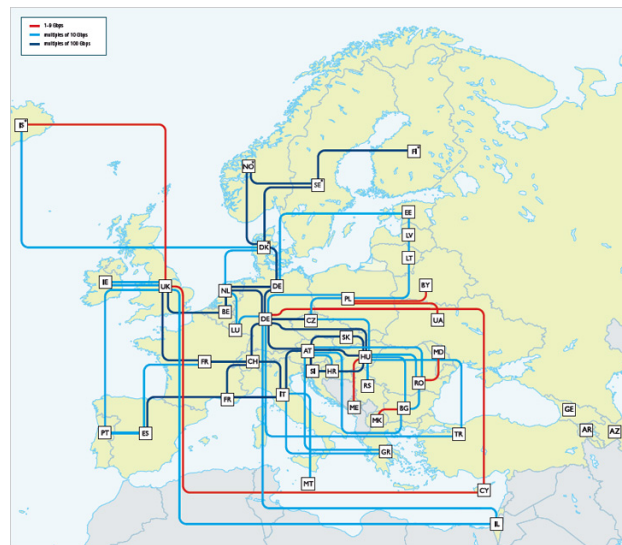 1-9 Gbps
multiples of 10 Gbps
multiples of 100 Gbps
IS
NO
FI
SE
EE
LV
DK
LT
IE
UK
NL
DE
BY
BE
PL
LU
DE
CZ
UA
SK
AT
MD
FR
CH
HU
SI
HR
RS
RO
FR
IT
ME
BG
GE
MK
PT
ES
TR
AR
AZ
GR
MT
CY
IL